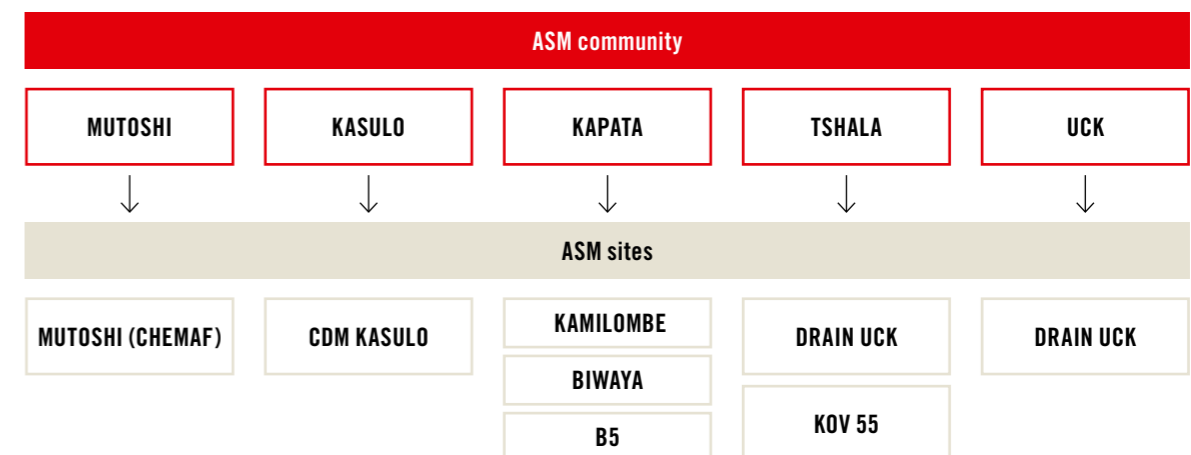 ASM community
MUTOSHI
KASULO
KAPATA
TSHALA
UCK
ASM sites
MUTOSHI (CHEMAF)
CDM KASULO
KAMILOMBE
BIWAYA
B5
DRAIN UCK
KOV 55
DRAIN UCK